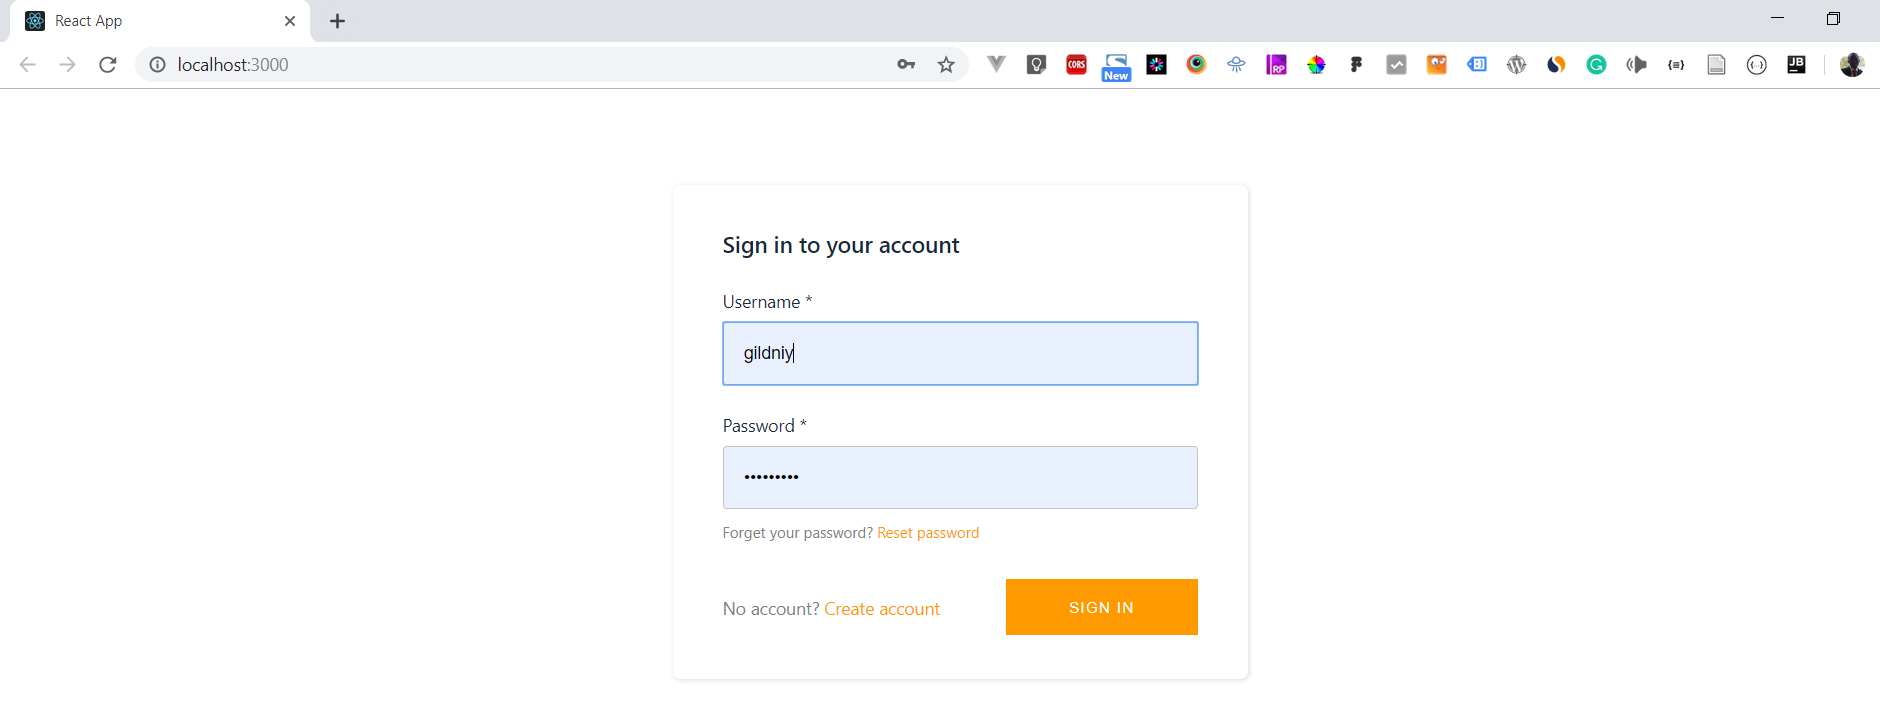 React App
localhost:3000
CORS
New
RP
JB
Sign in to your account
Username *
gildniy
Password *
•••••••••
Forget your password? Reset password
No account? Create account
SIGN IN